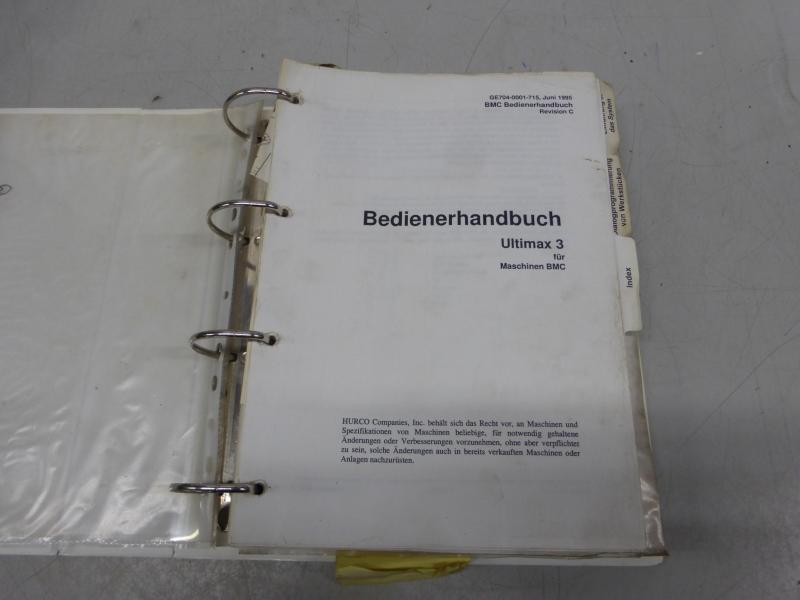 GE704-0001-715, Juni 1995
BMC Bedienerhandbuch
Revision C
Bedienerhandbuch
Ultimax 3
für
Maschinen BMC
HURCO Companies, Inc. behält sich das Recht vor, an Maschinen und
Spezifikationen von Maschinen beliebige, für notwendig gehaltene
Änderungen oder Verbesserungen vorzunehmen, ohne aber verpflichtet
zu sein, solche Änderungen auch in bereits verkauften Maschinen oder
Anlagen nachzurüsten.
das System
von Werkstücken
Index